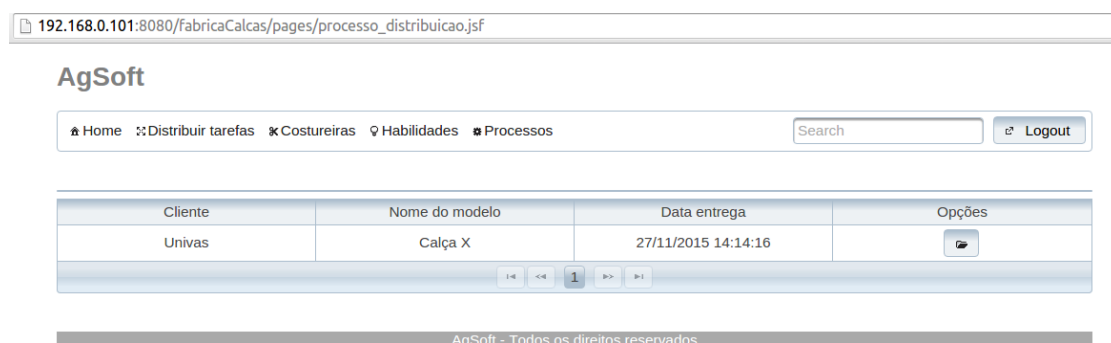 192.168.0.101:8080/fabricaCalcas/pages/processo_distribuicao.jsf
AgSoft
Home Distribuir tarefas Costureiras Habilidades Processos Search Logout
Cliente Nome do modelo Data entrega Opções
Univas Calça X 27/11/2015 14:14:16
1
AgSoft - Todos os direitos reservados